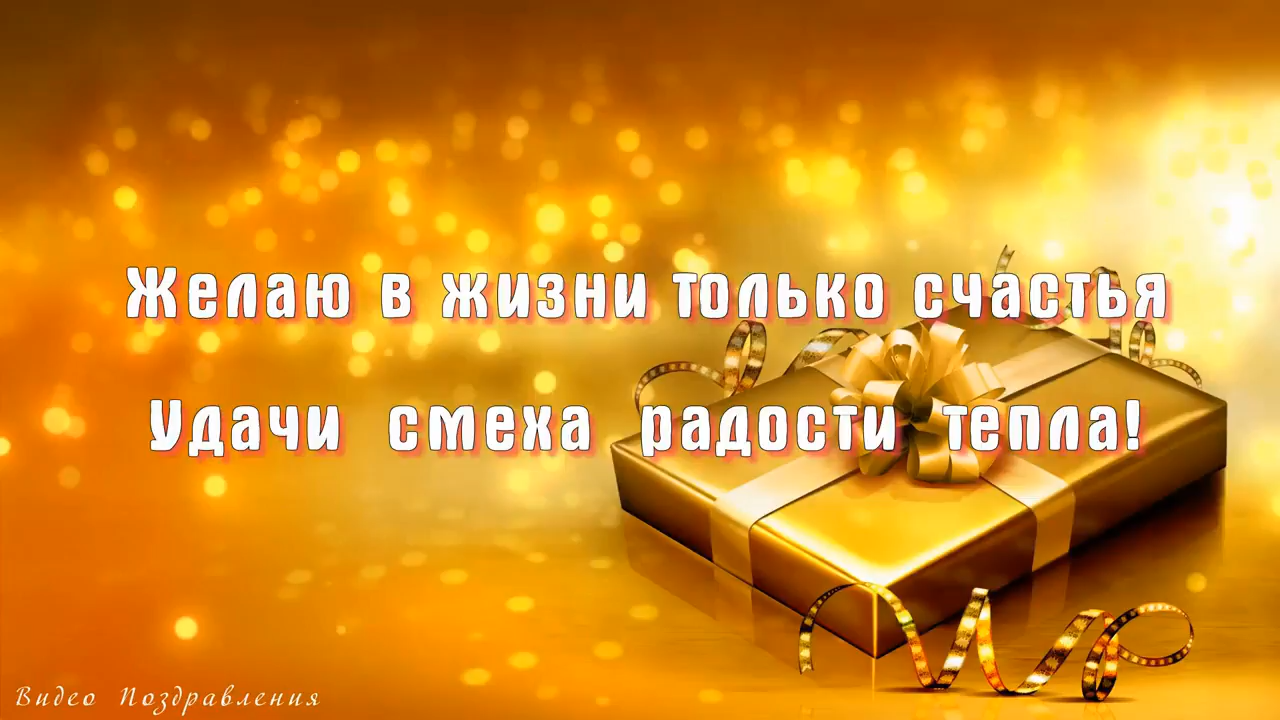 Желаю в жизни только счастья
Удачи смеха радости тепла!
Видео Поздравления